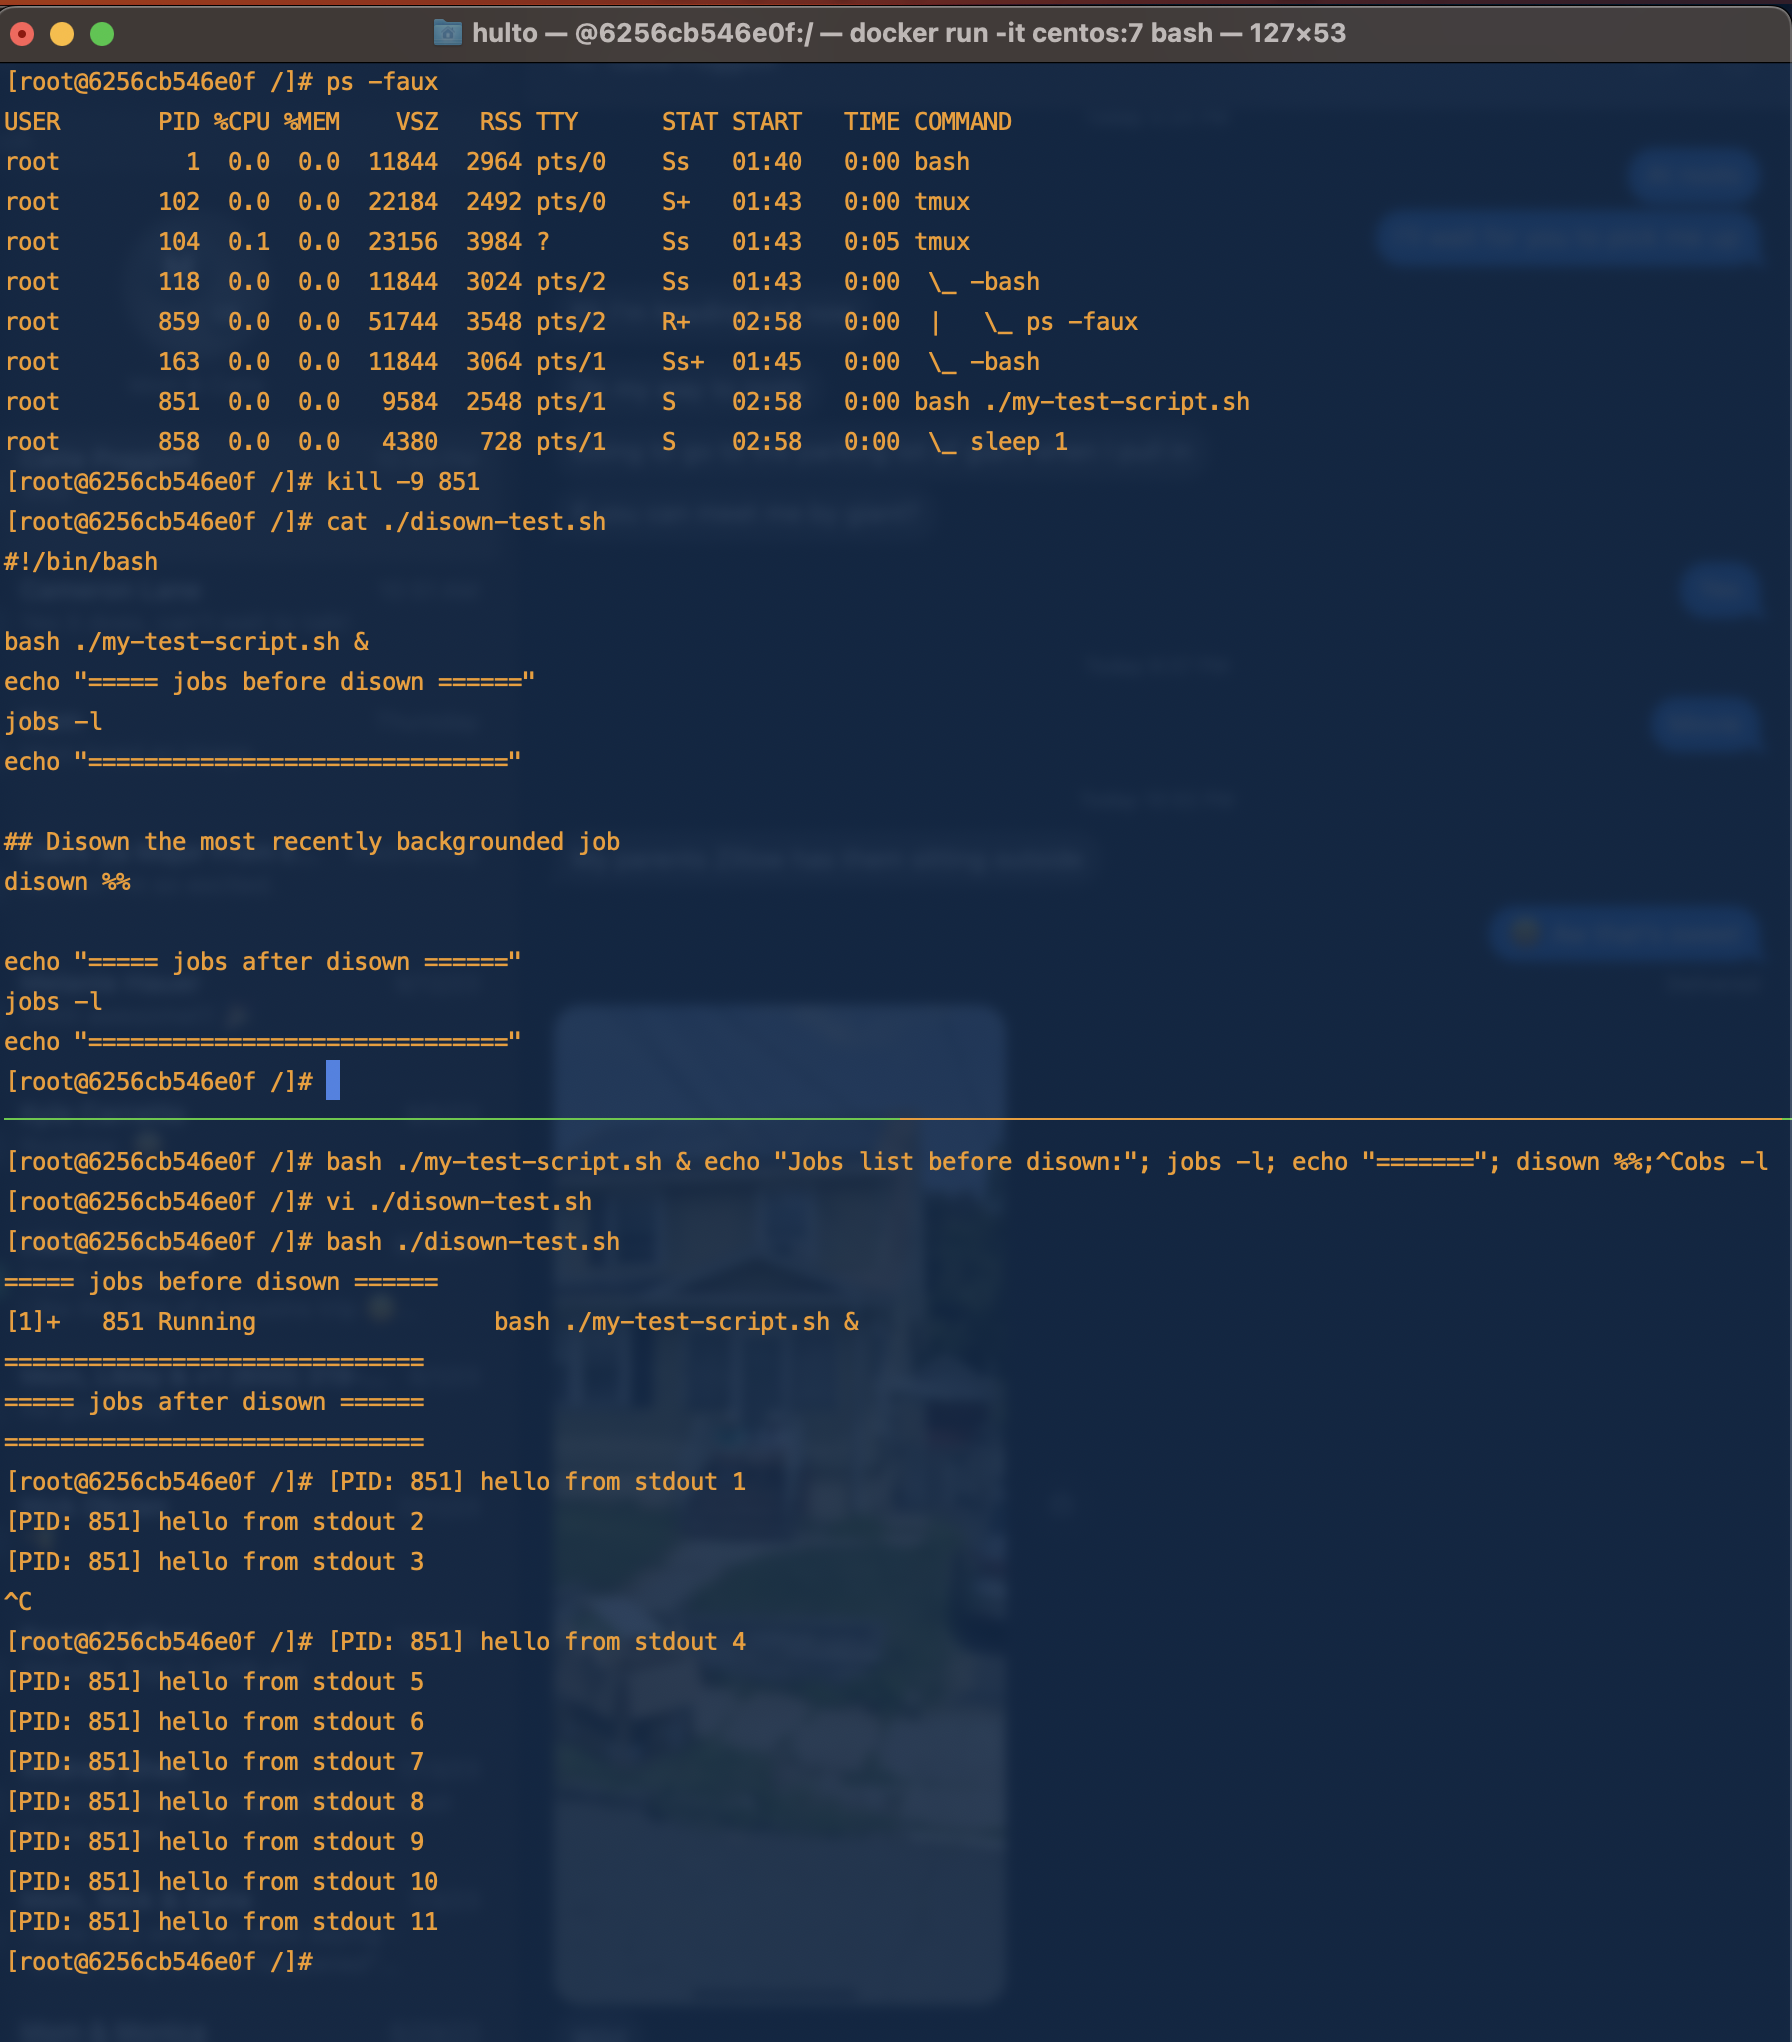 hulto — @6256cb546e0f:/ — docker run -it centos:7 bash — 127×53
[root@6256cb546e0f /]# ps -faux
USER       PID %CPU %MEM    VSZ   RSS TTY      STAT START   TIME COMMAND
root         1  0.0  0.0  11844  2964 pts/0    Ss   01:40   0:00 bash
root       102  0.0  0.0  22184  2492 pts/0    S+   01:43   0:00 tmux
root       104  0.1  0.0  23156  3984 ?        Ss   01:43   0:05 tmux
root       118  0.0  0.0  11844  3024 pts/2    Ss   01:43   0:00  \_ -bash
root       859  0.0  0.0  51744  3548 pts/2    R+   02:58   0:00  |   \_ ps -faux
root       163  0.0  0.0  11844  3064 pts/1    Ss+  01:45   0:00  \_ -bash
root       851  0.0  0.0   9584  2548 pts/1    S    02:58   0:00 bash ./my-test-script.sh
root       858  0.0  0.0   4380   728 pts/1    S    02:58   0:00  \_ sleep 1
[root@6256cb546e0f /]# kill -9 851
[root@6256cb546e0f /]# cat ./disown-test.sh
#!/bin/bash
bash ./my-test-script.sh &
echo "===== jobs before disown ======"
jobs -l
echo "=============================="
## Disown the most recently backgrounded job
disown %%
echo "===== jobs after disown ======"
jobs -l
echo "=============================="
[root@6256cb546e0f /]#
[root@6256cb546e0f /]# bash ./my-test-script.sh & echo "Jobs list before disown:"; jobs -l; echo "======="; disown %%;^Cobs -l
[root@6256cb546e0f /]# vi ./disown-test.sh
[root@6256cb546e0f /]# bash ./disown-test.sh
===== jobs before disown ======
[1]+   851 Running                 bash ./my-test-script.sh &
==============================
===== jobs after disown ======
==============================
[root@6256cb546e0f /]# [PID: 851] hello from stdout 1
[PID: 851] hello from stdout 2
[PID: 851] hello from stdout 3
^C
[root@6256cb546e0f /]# [PID: 851] hello from stdout 4
[PID: 851] hello from stdout 5
[PID: 851] hello from stdout 6
[PID: 851] hello from stdout 7
[PID: 851] hello from stdout 8
[PID: 851] hello from stdout 9
[PID: 851] hello from stdout 10
[PID: 851] hello from stdout 11
[root@6256cb546e0f /]#